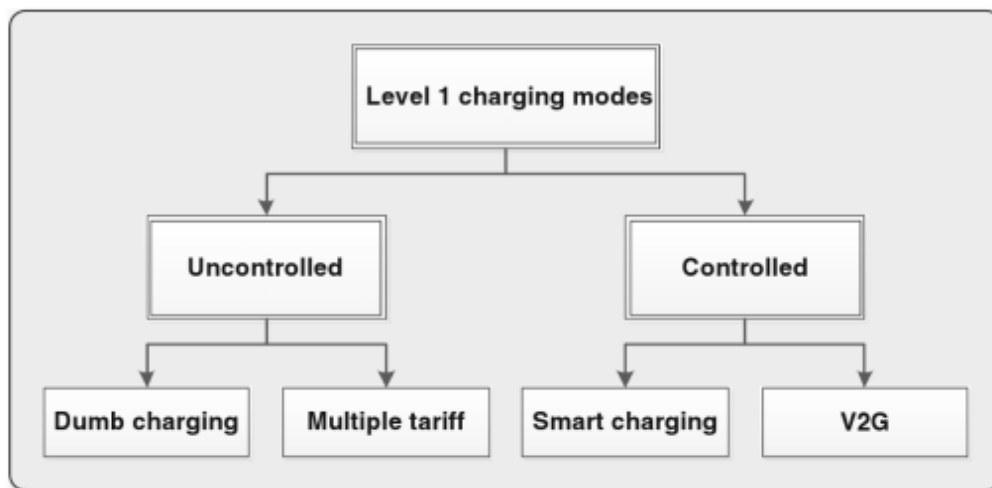 Level 1 charging modes
Uncontrolled
Controlled
Dumb charging
Multiple tariff
Smart charging
V2G